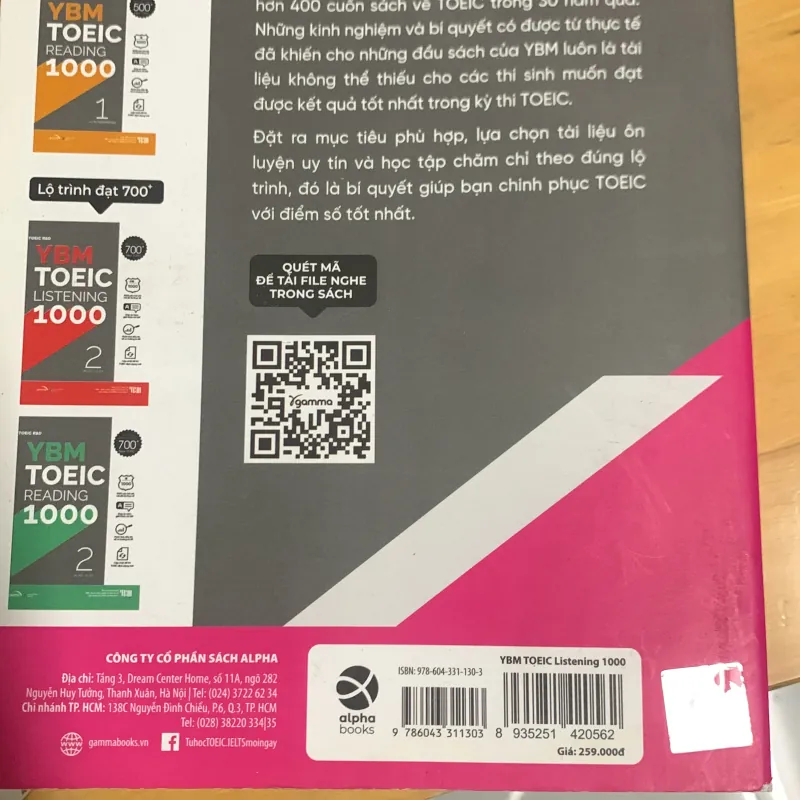 YBM
TOEIC
READING
1000
1
500+
hơn 400 cuốn sách về TOEIC trong 30 năm qua.
Những kinh nghiệm và bí quyết có được từ thực tế
đã khiến cho những đầu sách của YBM luôn là tài
liệu không thể thiếu cho các thí sinh muốn đạt
được kết quả tốt nhất trong kỳ thi TOEIC.
Đặt ra mục tiêu phù hợp, lựa chọn tài liệu ôn
luyện uy tín và học tập chăm chỉ theo đúng lộ
trình, đó là bí quyết giúp bạn chinh phục TOEIC
với điểm số tốt nhất.
Lộ trình đạt 700+
YBM
TOEIC
LISTENING
1000
2
700+
YBM
QUÉT MÃ
ĐỂ TẢI FILE NGHE
TRONG SÁCH
gamma
YBM
TOEIC
READING
1000
2
700+
YBM
CÔNG TY CỔ PHẦN SÁCH ALPHA
Địa chỉ: Tầng 3, Dream Center Home, số 11A, ngõ 282
Nguyễn Huy Tưởng, Thanh Xuân, Hà Nội | Tel: (024) 3722 62 34
Chi nhánh TP. HCM: 138C Nguyễn Đình Chiểu, P.6, Q.3, TP. HCM
Tel: (028) 38220 334|35
gammabooks.vn
TuhocTOEIC.IELTSmoingay
alpha
books
ISBN: 978-604-331-130-3
9 786043 311303
YBM TOEIC Listening 1000
8 935251 420562
Giá: 259.000đ